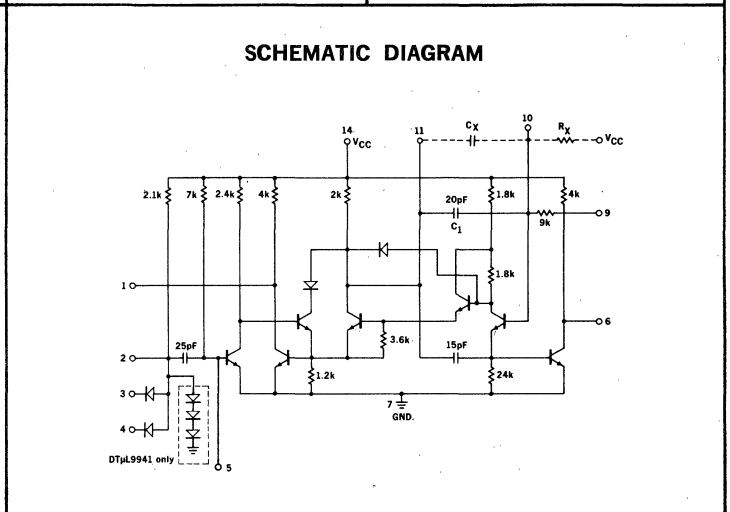 SCHEMATIC DIAGRAM
10
14 VCC
11
CX
RX
VCC
2.1k
7k
2.4k
4k
2k
20pF
C1
1.8k
4k
9k
9
1.8k
1
6
25pF
3.6k
15pF
2
1.2k
24k
3
7
GND.
4
DTμL9941 only
5